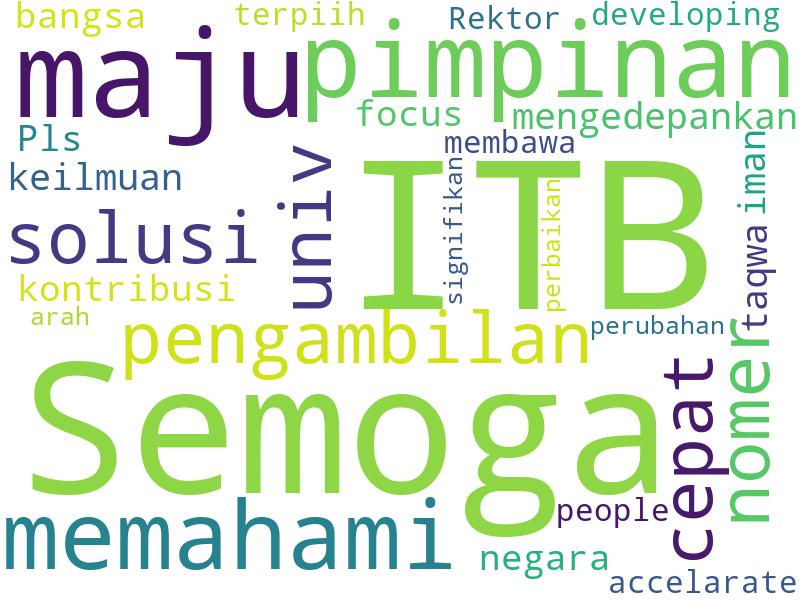 bangsa
terpiih
Rektor
developing
maju
pimpinan
focus
mengedepankan
Pls
membawa
keilmuan
univ
ITB
signifikan
perbaikan
iman
solusi
taqwa
kontribusi
arah
pengambilan
perubahan
nomer
Semoga
cepat
memahami
people
negara
accelarate